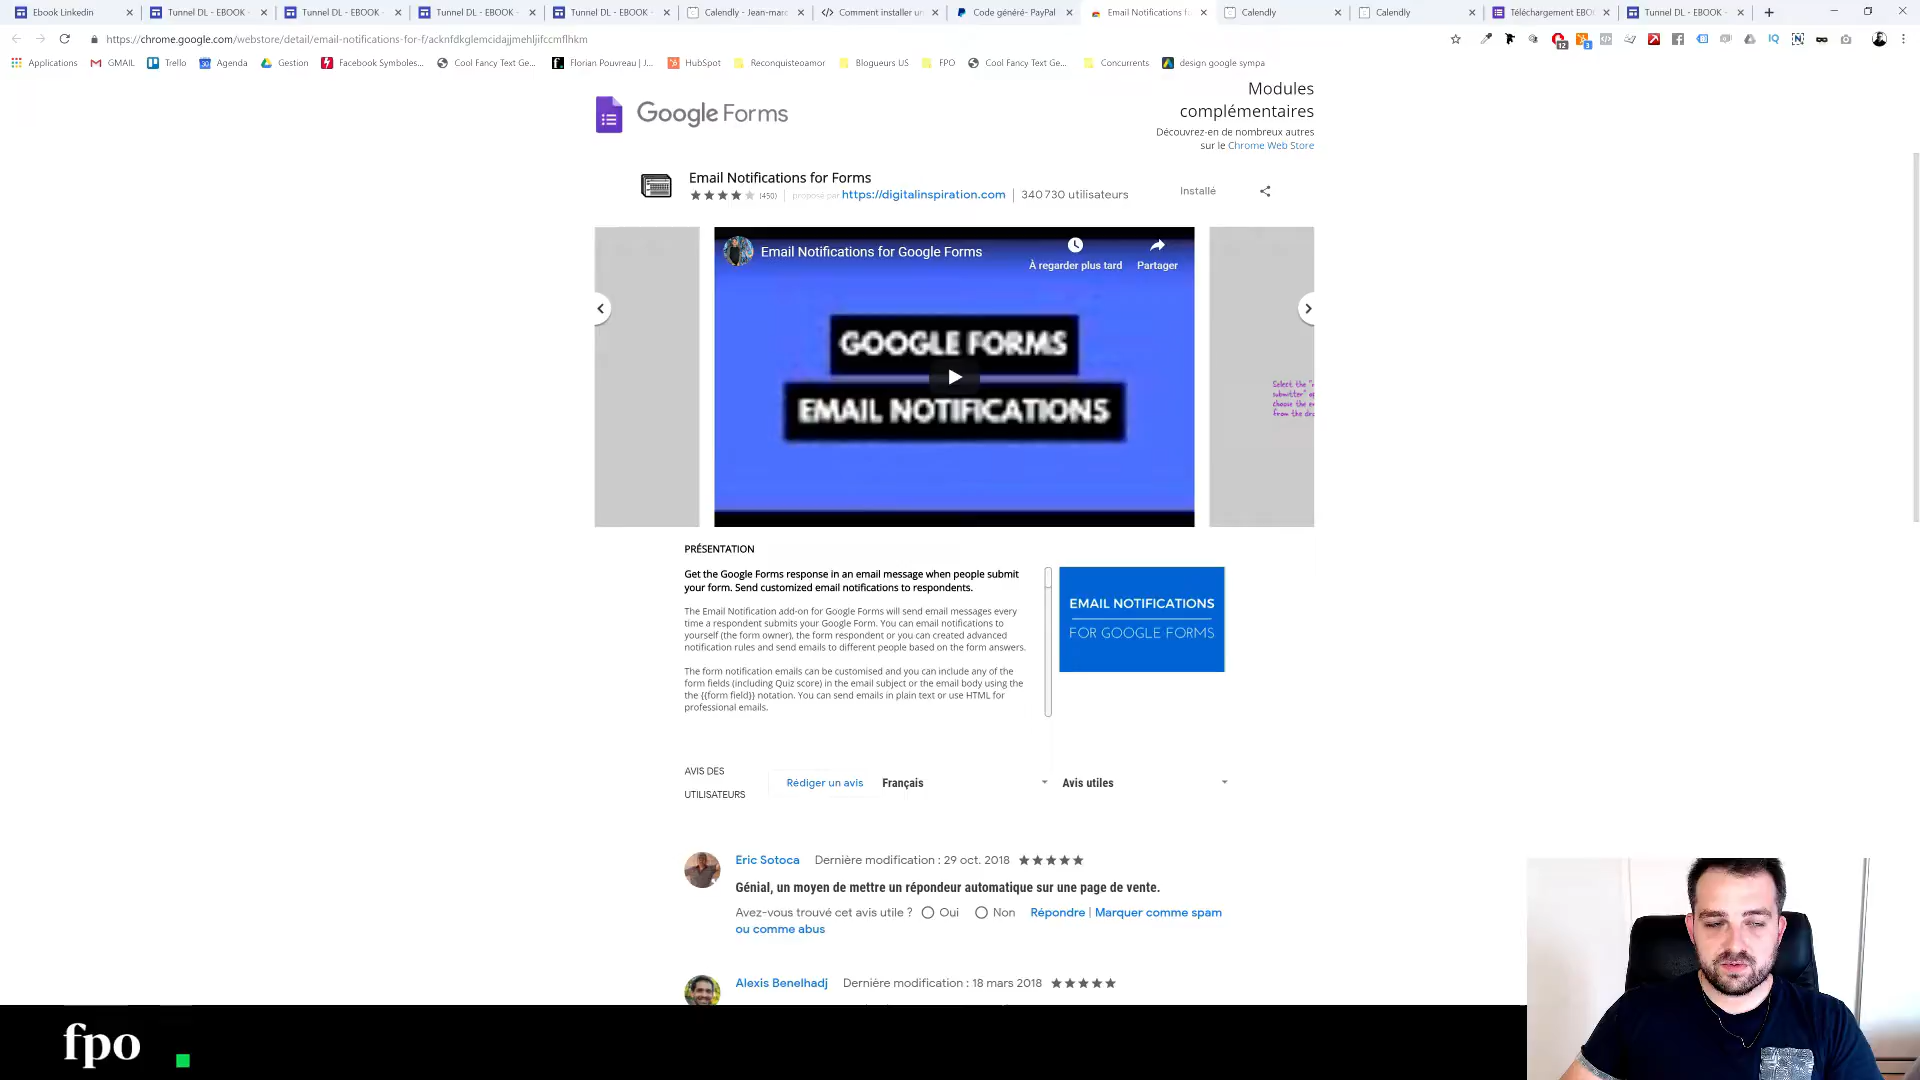 Ebook Linkedin
Tunnel DL - EBOOK -
Tunnel DL - EBOOK
Tunnel DL - EBOOK -
Tunnel DL - EBOOK
Calendly - Jean-marc
Comment installer un
Code généré- PayPal
Email Notifications f
Calendly
Calendly
Téléchargement EBO
Tunnel DL - EBOOK -
https://chrome.google.com/webstore/detail/email-notifications-for-f/acknfdkglemcidajjmehljifccmflhkm
12
3
IQ
Applications
GMAIL
Trello
30
Agenda
Gestion
Facebook Symboles...
Cool Fancy Text Ge...
Florian Pouvreau | J...
HubSpot
Reconquisteoamor
Blogueurs US
FPO
Cool Fancy Text Ge...
Concurrents
design google sympa
Google Forms
Modules
complémentaires
Découvrez-en de nombreux autres
sur le Chrome Web Store
Email Notifications for Forms
(450)
proposé par https://digitalinspiration.com
340 730 utilisateurs
Installé
Email Notifications for Google Forms
À regarder plus tard
Partager
GOOGLE FORMS
EMAIL NOTIFICATIONS
PRÉSENTATION
Get the Google Forms response in an email message when people submit
your form. Send customized email notifications to respondents.
The Email Notification add-on for Google Forms will send email messages every
time a respondent submits your Google Form. You can email notifications to
yourself (the form owner), the form respondent or you can created advanced
notification rules and send emails to different people based on the form answers.
The form notification emails can be customised and you can include any of the
form fields (including Quiz score) in the email subject or the email body using the
the {{form field}} notation. You can send emails in plain text or use HTML for
professional emails.
EMAIL NOTIFICATIONS
FOR GOOGLE FORMS
AVIS DES
UTILISATEURS
Rédiger un avis
Français
Avis utiles
Eric Sotoca
Dernière modification : 29 oct. 2018
Génial, un moyen de mettre un répondeur automatique sur une page de vente.
Avez-vous trouvé cet avis utile ?
Oui
Non
Répondre | Marquer comme spam
ou comme abus
Alexis Benelhadj
Dernière modification : 18 mars 2018
fpo